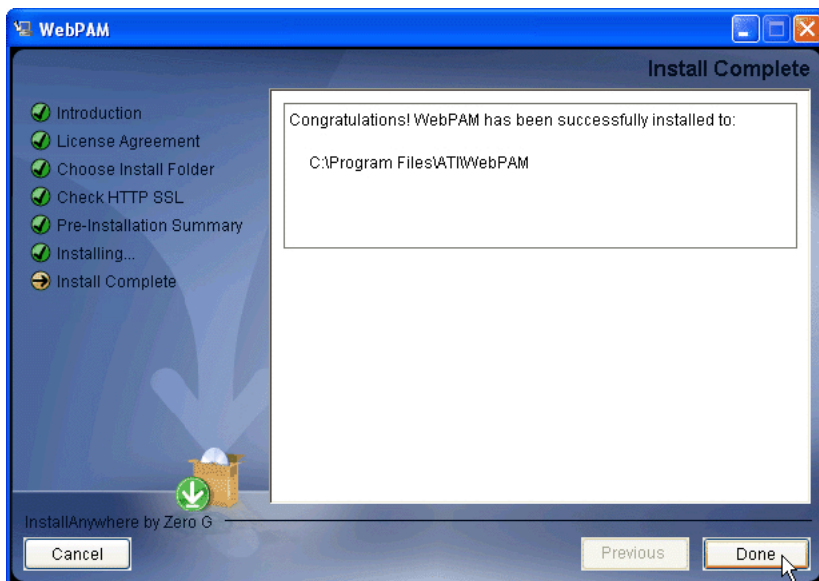 WebPAM
Install Complete
Introduction
License Agreement
Choose Install Folder
Check HTTP SSL
Pre-Installation Summary
Installing...
Install Complete
Congratulations! WebPAM has been successfully installed to:
C:\Program Files\ATI\WebPAM
InstallAnywhere by Zero G
Cancel
Previous
Done